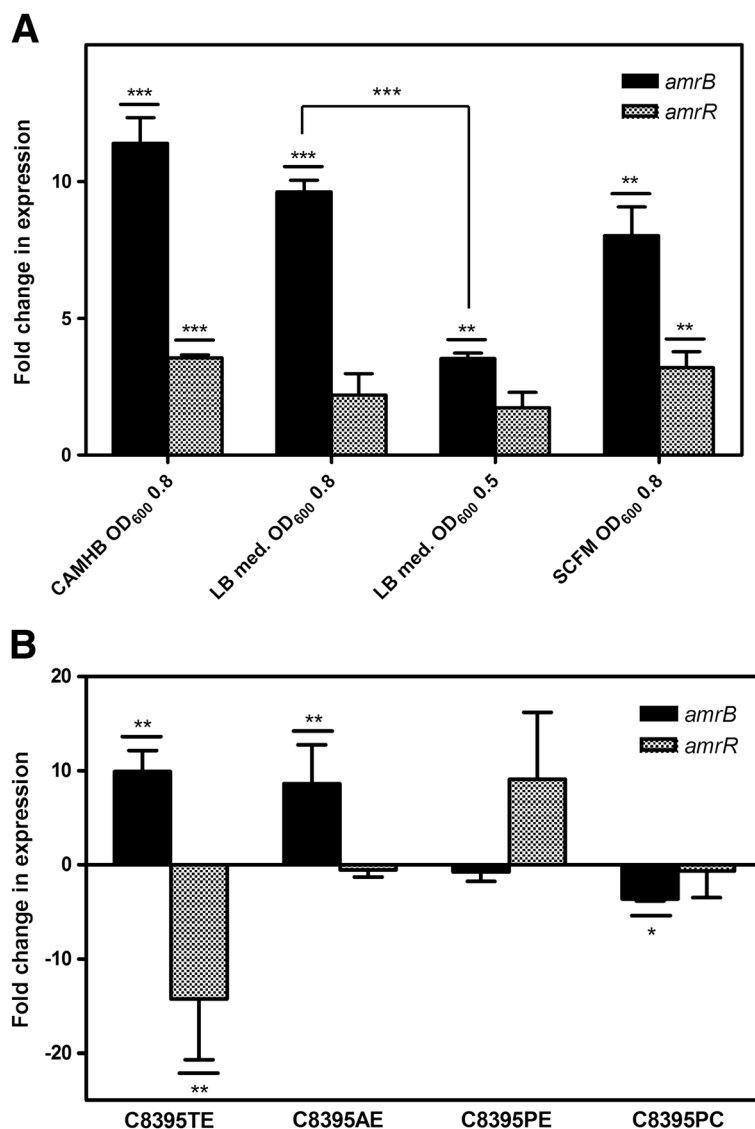 A
Fold change in expression
10
5
0
amrB
amrR
***
***
***
***
**
**
**
CAMHB OD600 0.8
LB med. OD600 0.8
LB med. OD600 0.5
SCFM OD600 0.8
B
Fold change in expression
20
10
0
-10
-20
amrB
amrR
**
**
*
**
C8395TE
C8395AE
C8395PE
C8395PC